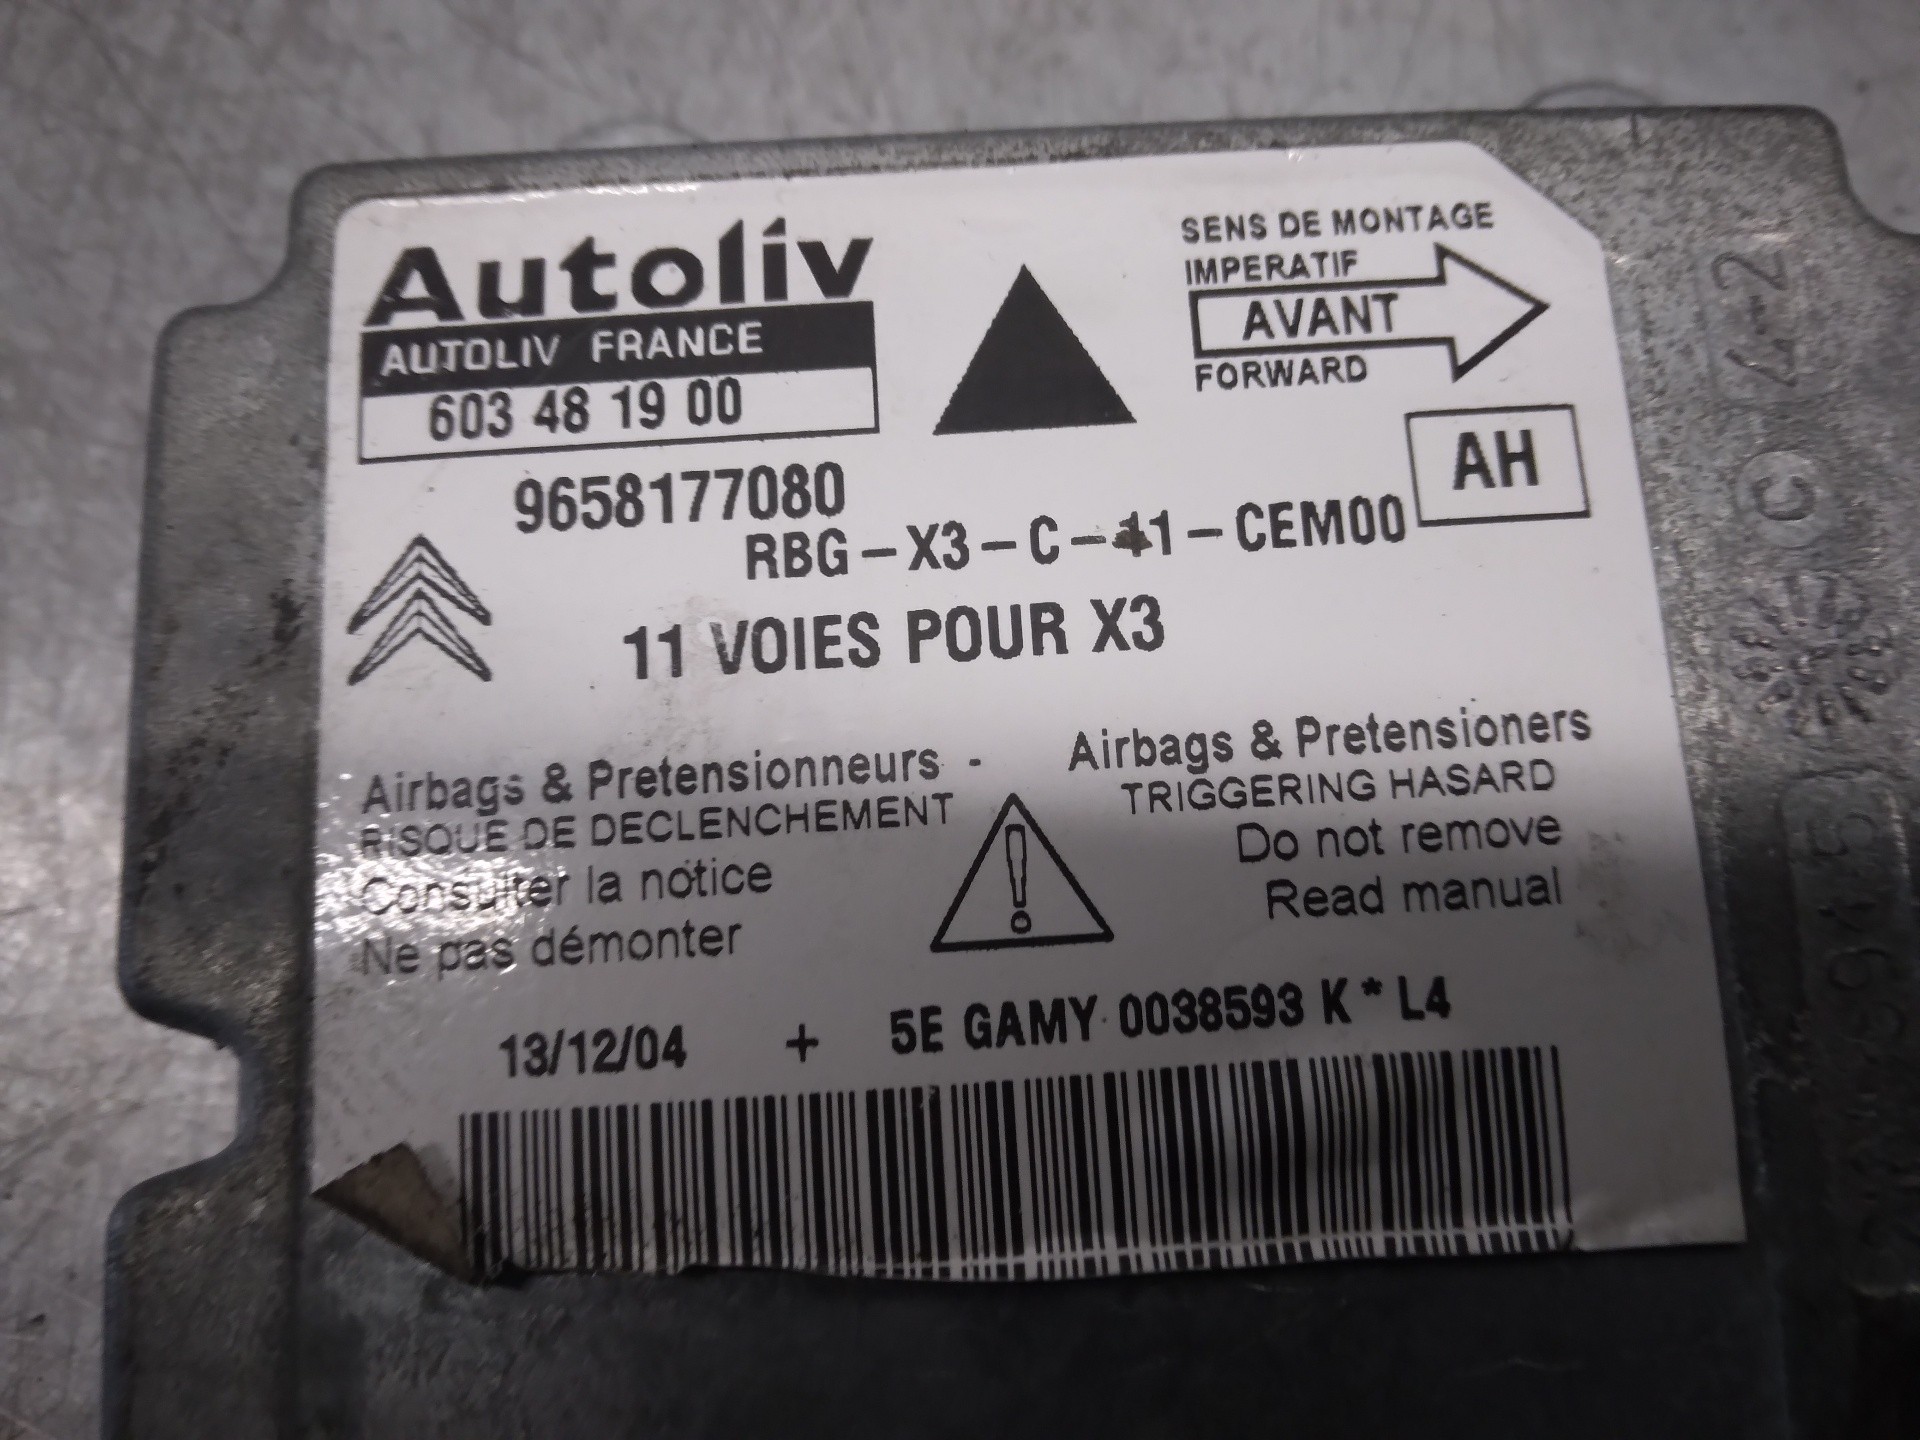 Autoliv
AUTOLIV FRANCE
603 48 19 00
SENS DE MONTAGE
IMPERATIF
AVANT
FORWARD
AH
9658177080
RBG-X3-C-11-CEM00
11 VOIES POUR X3
Airbags & Pretensionneurs -
RISQUE DE DECLENCHEMENT
Consulter la notice
Ne pas démonter
Airbags & Pretensioners
TRIGGERING HASARD
Do not remove
Read manual
13/12/04 + 5E GAMY 0038593 K * L4